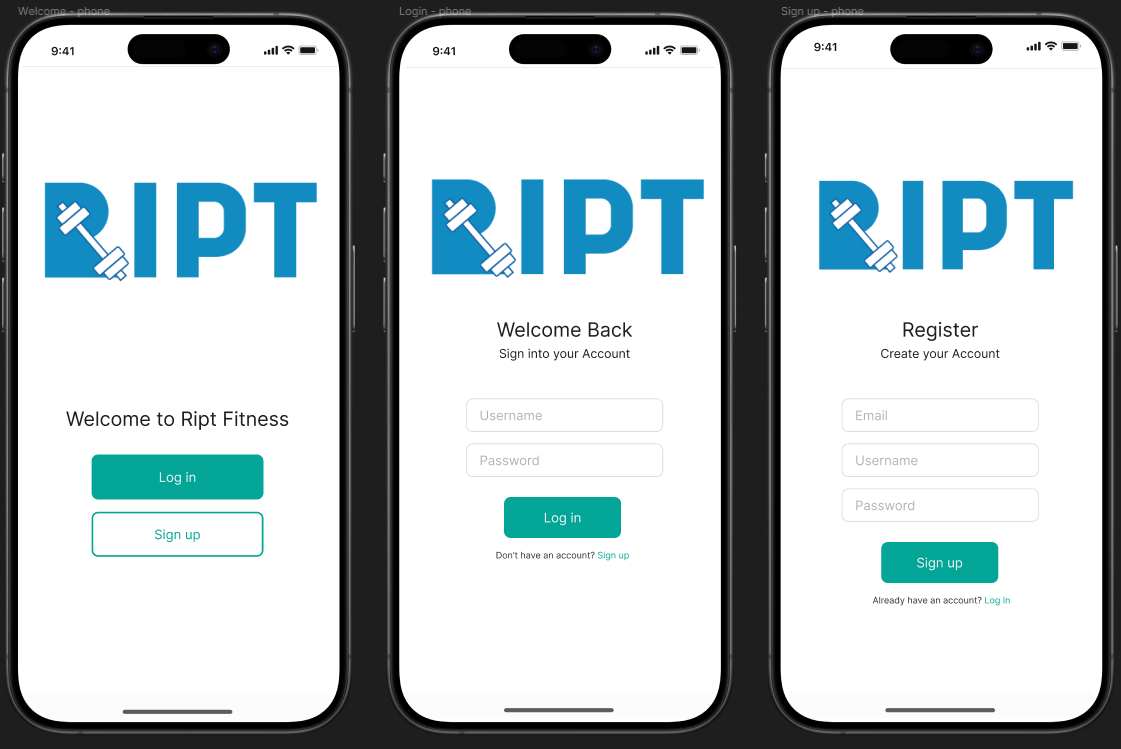 Welcome - phone
9:41
RIPT
Welcome to Ript Fitness
Log in
Sign up
Login - phone
9:41
RIPT
Welcome Back
Sign into your Account
Username
Password
Log in
Don't have an account? Sign up
Sign up - phone
9:41
RIPT
Register
Create your Account
Email
Username
Password
Sign up
Already have an account? Log in